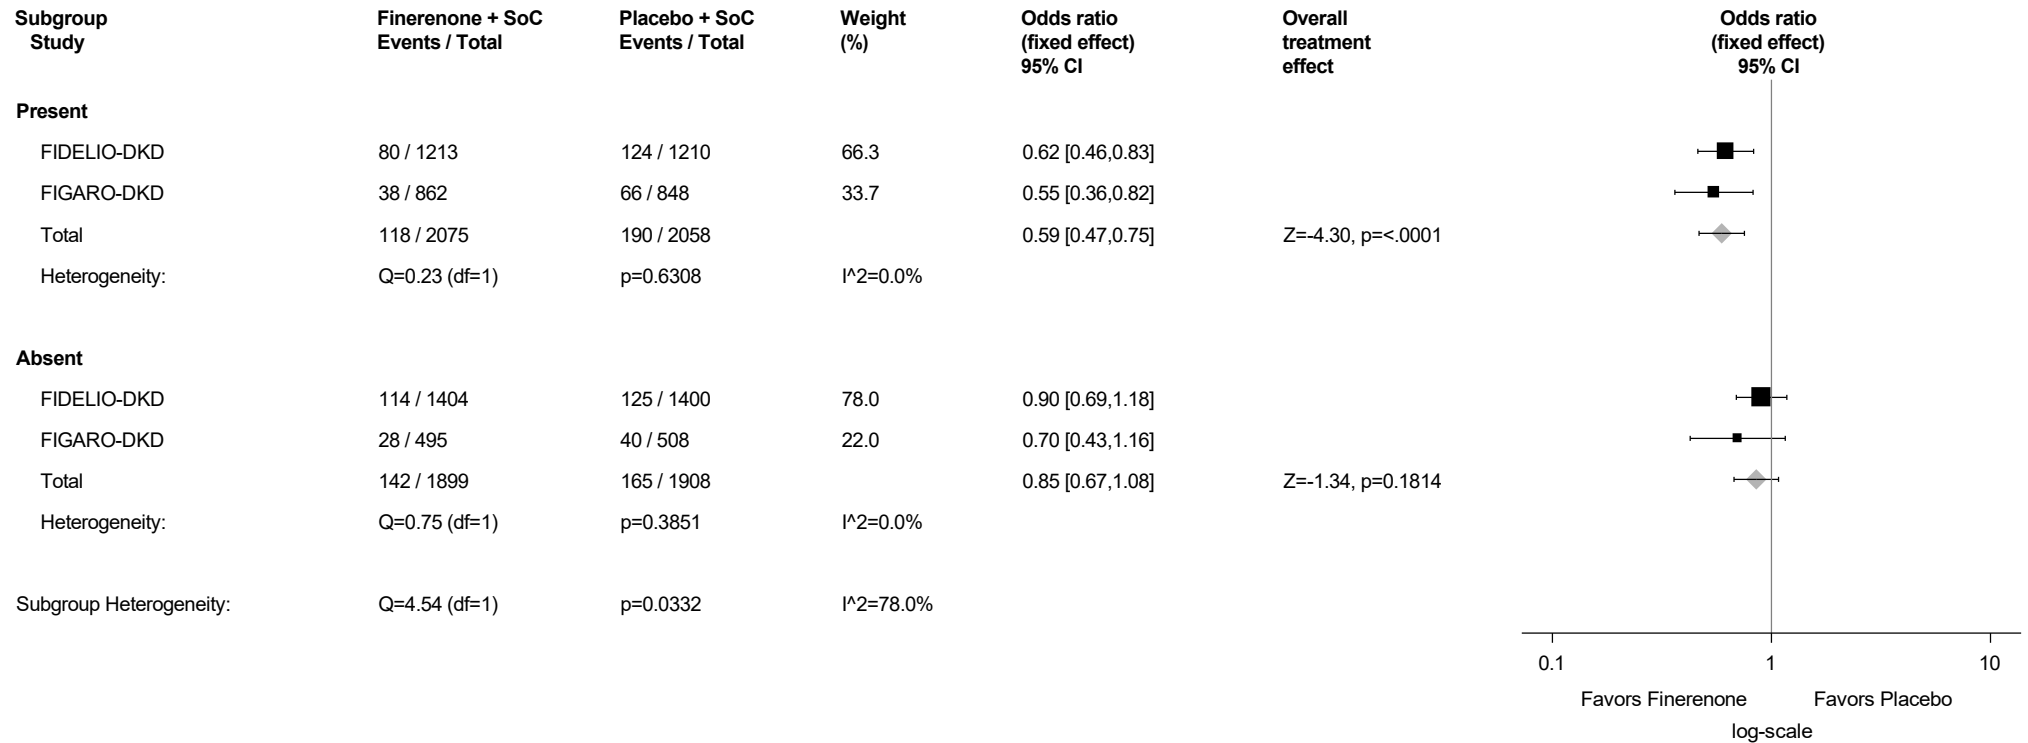 Subgroup Finerenone + SoC Placebo + SoC Weight Odds ratio Overall Odds ratio
Study Events / Total Events / Total (%) (fixed effect) treatment (fixed effect)
95% CI effect 95% CI
Present
FIDELIO-DKD 80 / 1213 124 / 1210 66.3 0.62 [0.46,0.83]
FIGARO-DKD 38 / 862 66 / 848 33.7 0.55 [0.36,0.82]
Total 118 / 2075 190 / 2058 0.59 [0.47,0.75] Z=-4.30, p=<.0001
Heterogeneity: Q=0.23 (df=1) p=0.6308 I^2=0.0%
Absent
FIDELIO-DKD 114 / 1404 125 / 1400 78.0 0.90 [0.69,1.18]
FIGARO-DKD 28 / 495 40 / 508 22.0 0.70 [0.43,1.16]
Total 142 / 1899 165 / 1908 0.85 [0.67,1.08] Z=-1.34, p=0.1814
Heterogeneity: Q=0.75 (df=1) p=0.3851 I^2=0.0%
Subgroup Heterogeneity: Q=4.54 (df=1) p=0.0332 I^2=78.0%
0.1 1 10
Favors Finerenone Favors Placebo
log-scale